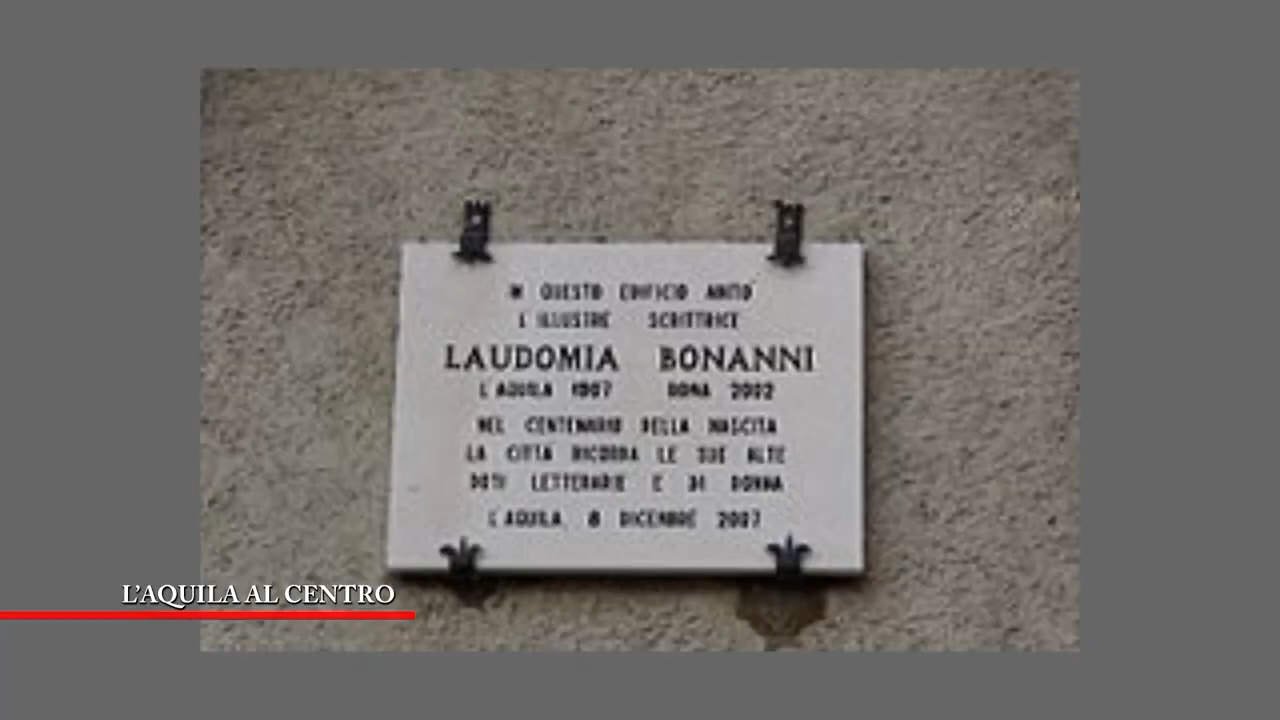 IN QUESTO EDIFICIO ABITÒ
L'ILLUSTRE SCRITTRICE
LAUDOMIA BONANNI
L'AQUILA 1907 ROMA 2002
NEL CENTENARIO DELLA NASCITA
LA CITTÀ RICORDA LE SUE ALTE
DOTI LETTERARIE E DI DONNA
L'AQUILA, 8 DICEMBRE 2007
L'AQUILA AL CENTRO